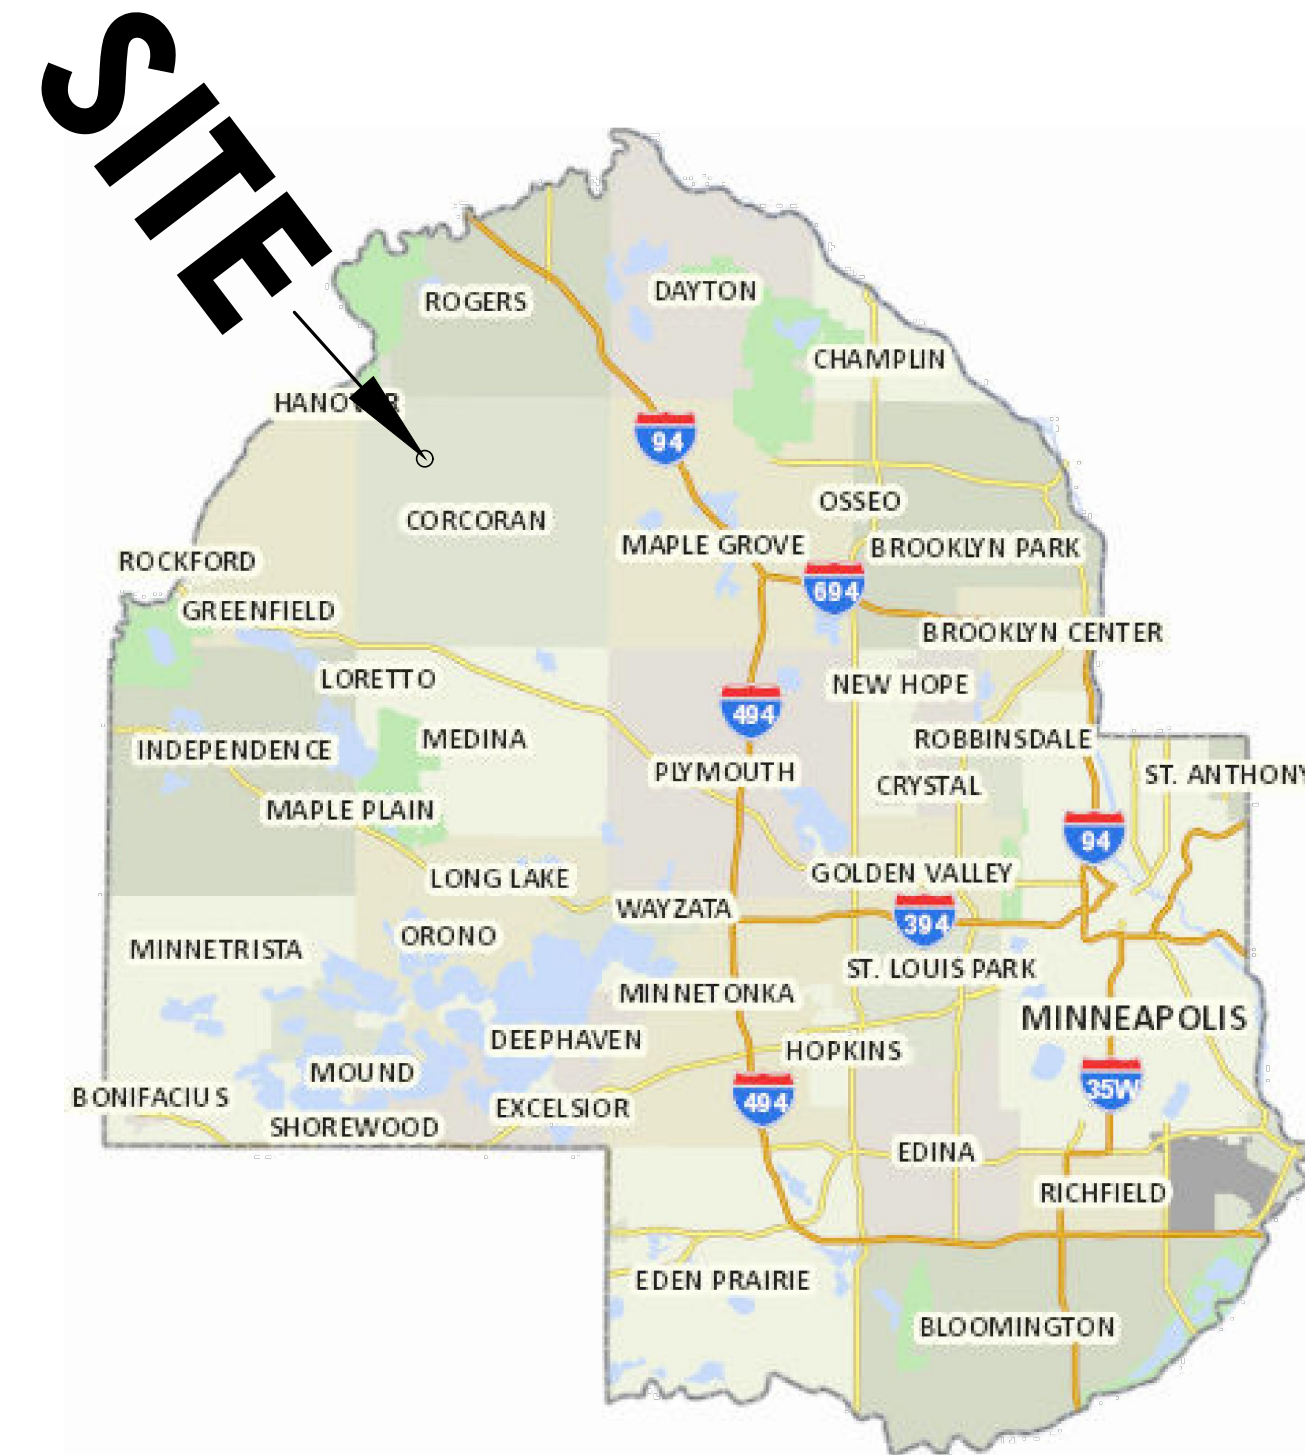 SITE
ROGERS
DAYTON
CHAMPLIN
HANOVER
94
CORCORAN
OSSEO
MAPLE GROVE
BROOKLYN PARK
ROCKFORD
694
GREENFIELD
BROOKLYN CENTER
LORETTO
NEW HOPE
494
MEDINA
ROBBINSDALE
INDEPENDENCE
PLYMOUTH
CRYSTAL
ST. ANTHONY
MAPLE PLAIN
94
LONG LAKE
GOLDEN VALLEY
WAYZATA
394
ORONO
MINNETRISTA
ST. LOUIS PARK
MINNETONKA
MINNEAPOLIS
DEEPHAVEN
HOPKINS
MOUND
35W
BONIFACIUS
EXCELSIOR
494
SHOREWOOD
EDINA
RICHFIELD
EDEN PRAIRIE
BLOOMINGTON